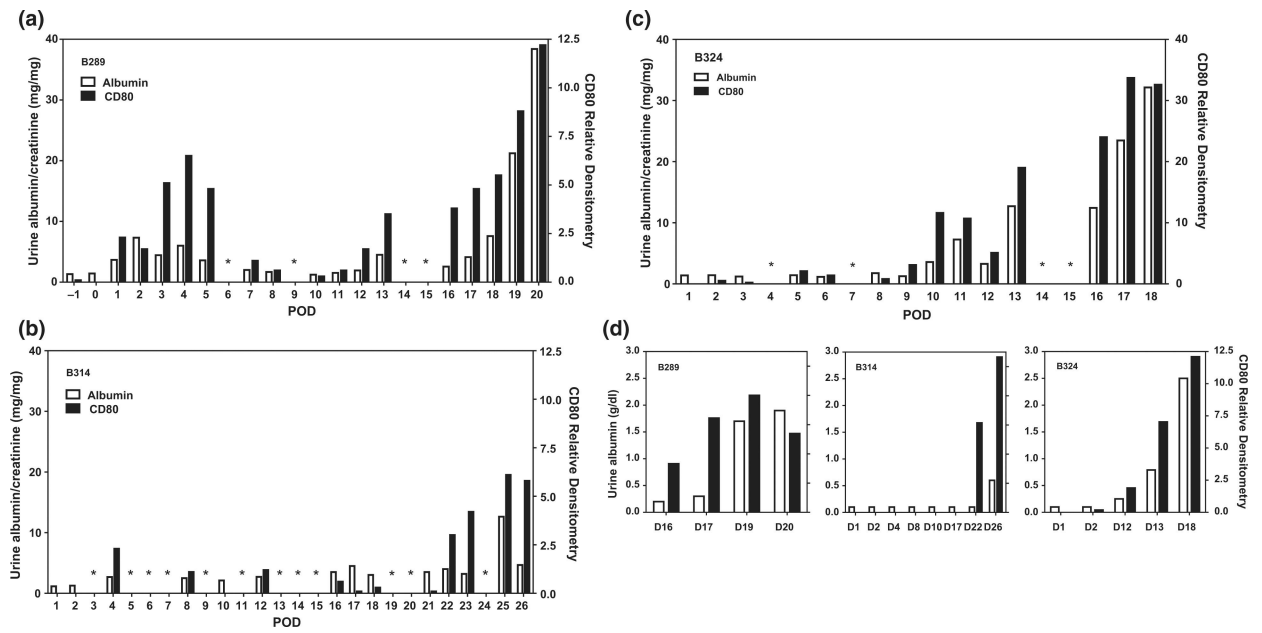 (a)
40
30
20
10
0
Urine albumin/creatinine (mg/mg)
B289
Albumin
CD80
12.5
10.0
7.5
5.0
2.5
0.0
CD80 Relative Densitometry
–1 0 1 2 3 4 5 6 7 8 9 10 11 12 13 14 15 16 17 18 19 20
* * * *
POD
(c)
40
30
20
10
0
Urine albumin/creatinine (mg/mg)
B324
Albumin
CD80
40
30
20
10
0
CD80 Relative Densitometry
* * * *
1 2 3 4 5 6 7 8 9 10 11 12 13 14 15 16 17 18
POD
(b)
40
30
20
10
0
Urine albumin/creatinine (mg/mg)
B314
Albumin
CD80
12.5
10.0
7.5
5.0
2.5
0.0
CD80 Relative Densitometry
* * * * * * * * * * * *
1 2 3 4 5 6 7 8 9 10 11 12 13 14 15 16 17 18 19 20 21 22 23 24 25 26
POD
(d)
3.0
2.5
2.0
1.5
1.0
0.5
0.0
Urine albumin (g/dl)
B289
D16 D17 D19 D20
3.0
2.5
2.0
1.5
1.0
0.5
0.0
B314
D1 D2 D4 D8 D10 D17 D22 D26
3.0
2.5
2.0
1.5
1.0
0.5
0.0
B324
D1 D2 D12 D13 D18
12.5
10.0
7.5
5.0
2.5
0.0
CD80 Relative Densitometry